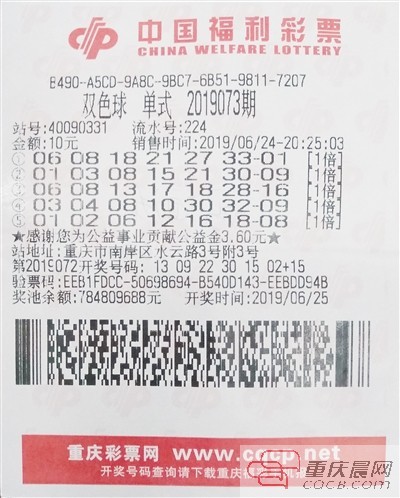 中国福利彩票
CHINA WELFARE LOTTERY
B490-A5CD-9A8C-9BC7-6B51-9811-7207
双色球 单式 2019073期
站号:40090331 流水号:224
金额:10元 销售时间:2019/06/24-20:25:03
① 06 08 18 21 27 33-01 [1倍]
② 01 03 08 15 21 30-09 [1倍]
③ 06 08 13 17 18 28-16 [1倍]
④ 03 04 08 10 30 32-09 [1倍]
⑤ 01 02 06 12 16 18-08 [1倍]
★感谢您为公益事业贡献公益金3.60元★
站地址:重庆市南岸区水云路3号附3号
第2019072开奖号码: 13 09 22 30 15 02+15
验票码:EEB1FDCC-50698694-B540D143-EEBDD94B
奖池余额:784809688元 开奖时间:2019/06/25
重庆彩票网 www.cqcp.net
开奖号码查询请下载重庆
重庆晨网
CQCB.COM